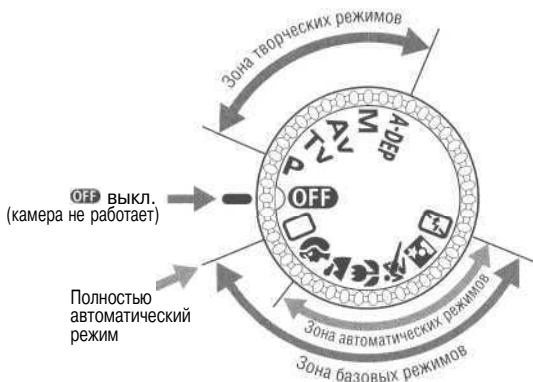 Зона творческих режимов
P
Tv
Av
M
A-DEP
OFF ВЫКЛ.
(камера не работает)
OFF
Полностью
автоматический
режим
Зона автоматических режимов
Зона базовых режимов